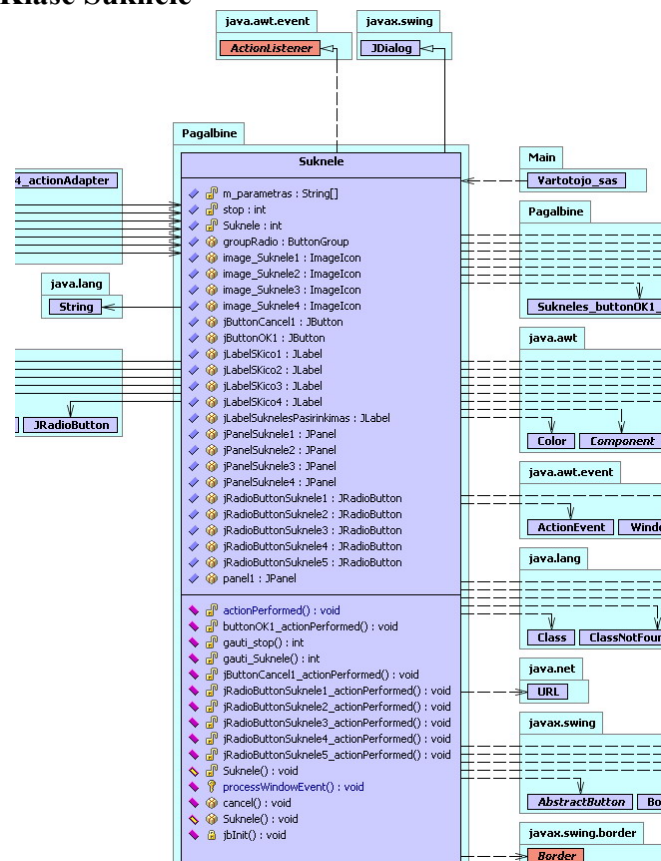 Klasė Suknelė
java.awt.event
javax.swing
ActionListener
JDialog
Pagalbine
Suknele
4_actionAdapter
m_parametras : String[]
stop : int
Suknele : int
groupRadio : ButtonGroup
image_Suknele1 : ImageIcon
image_Suknele2 : ImageIcon
image_Suknele3 : ImageIcon
image_Suknele4 : ImageIcon
jButtonCancel1 : JButton
jButtonOK1 : JButton
jLabelSKico1 : JLabel
jLabelSKico2 : JLabel
jLabelSKico3 : JLabel
jLabelSKico4 : JLabel
jLabelSuknelesPasirinkimas : JLabel
jPanelSuknele1 : JPanel
jPanelSuknele2 : JPanel
jPanelSuknele3 : JPanel
jPanelSuknele4 : JPanel
jRadioButtonSuknele1 : JRadioButton
jRadioButtonSuknele2 : JRadioButton
jRadioButtonSuknele3 : JRadioButton
jRadioButtonSuknele4 : JRadioButton
jRadioButtonSuknele5 : JRadioButton
panel1 : JPanel
actionPerformed() : void
buttonOK1_actionPerformed() : void
gauti_stop() : int
gauti_Suknele() : int
jButtonCancel1_actionPerformed() : void
jRadioButtonSuknele1_actionPerformed() : void
jRadioButtonSuknele2_actionPerformed() : void
jRadioButtonSuknele3_actionPerformed() : void
jRadioButtonSuknele4_actionPerformed() : void
jRadioButtonSuknele5_actionPerformed() : void
Suknele() : void
processWindowEvent() : void
cancel() : void
Suknele() : void
jbInit() : void
java.lang
String
JRadioButton
Main
Vartotojo_sas
Pagalbine
Sukneles_buttonOK1_
java.awt
Color
Component
java.awt.event
ActionEvent
Windo
java.lang
Class
ClassNotFour
java.net
URL
javax.swing
AbstractButton
Bo
javax.swing.border
Border